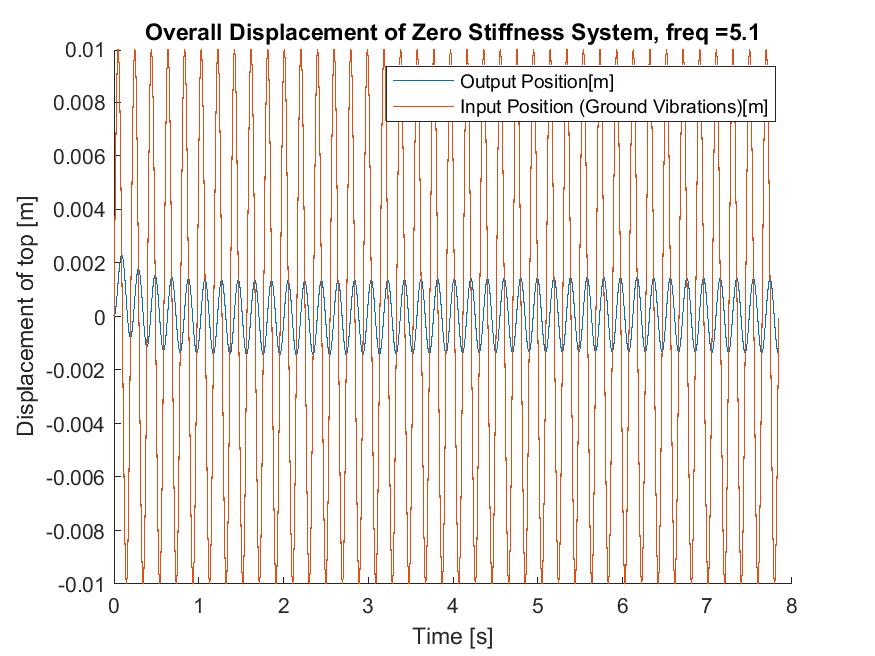 Overall Displacement of Zero Stiffness System, freq =5.1
0.01
0.008
0.006
0.004
0.002
0
-0.002
-0.004
-0.006
-0.008
-0.01
Displacement of top [m]
Output Position[m]
Input Position (Ground Vibrations)[m]
0 1 2 3 4 5 6 7 8
Time [s]